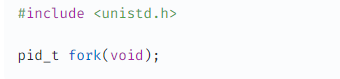 #include <unistd.h>
pid_t fork(void);